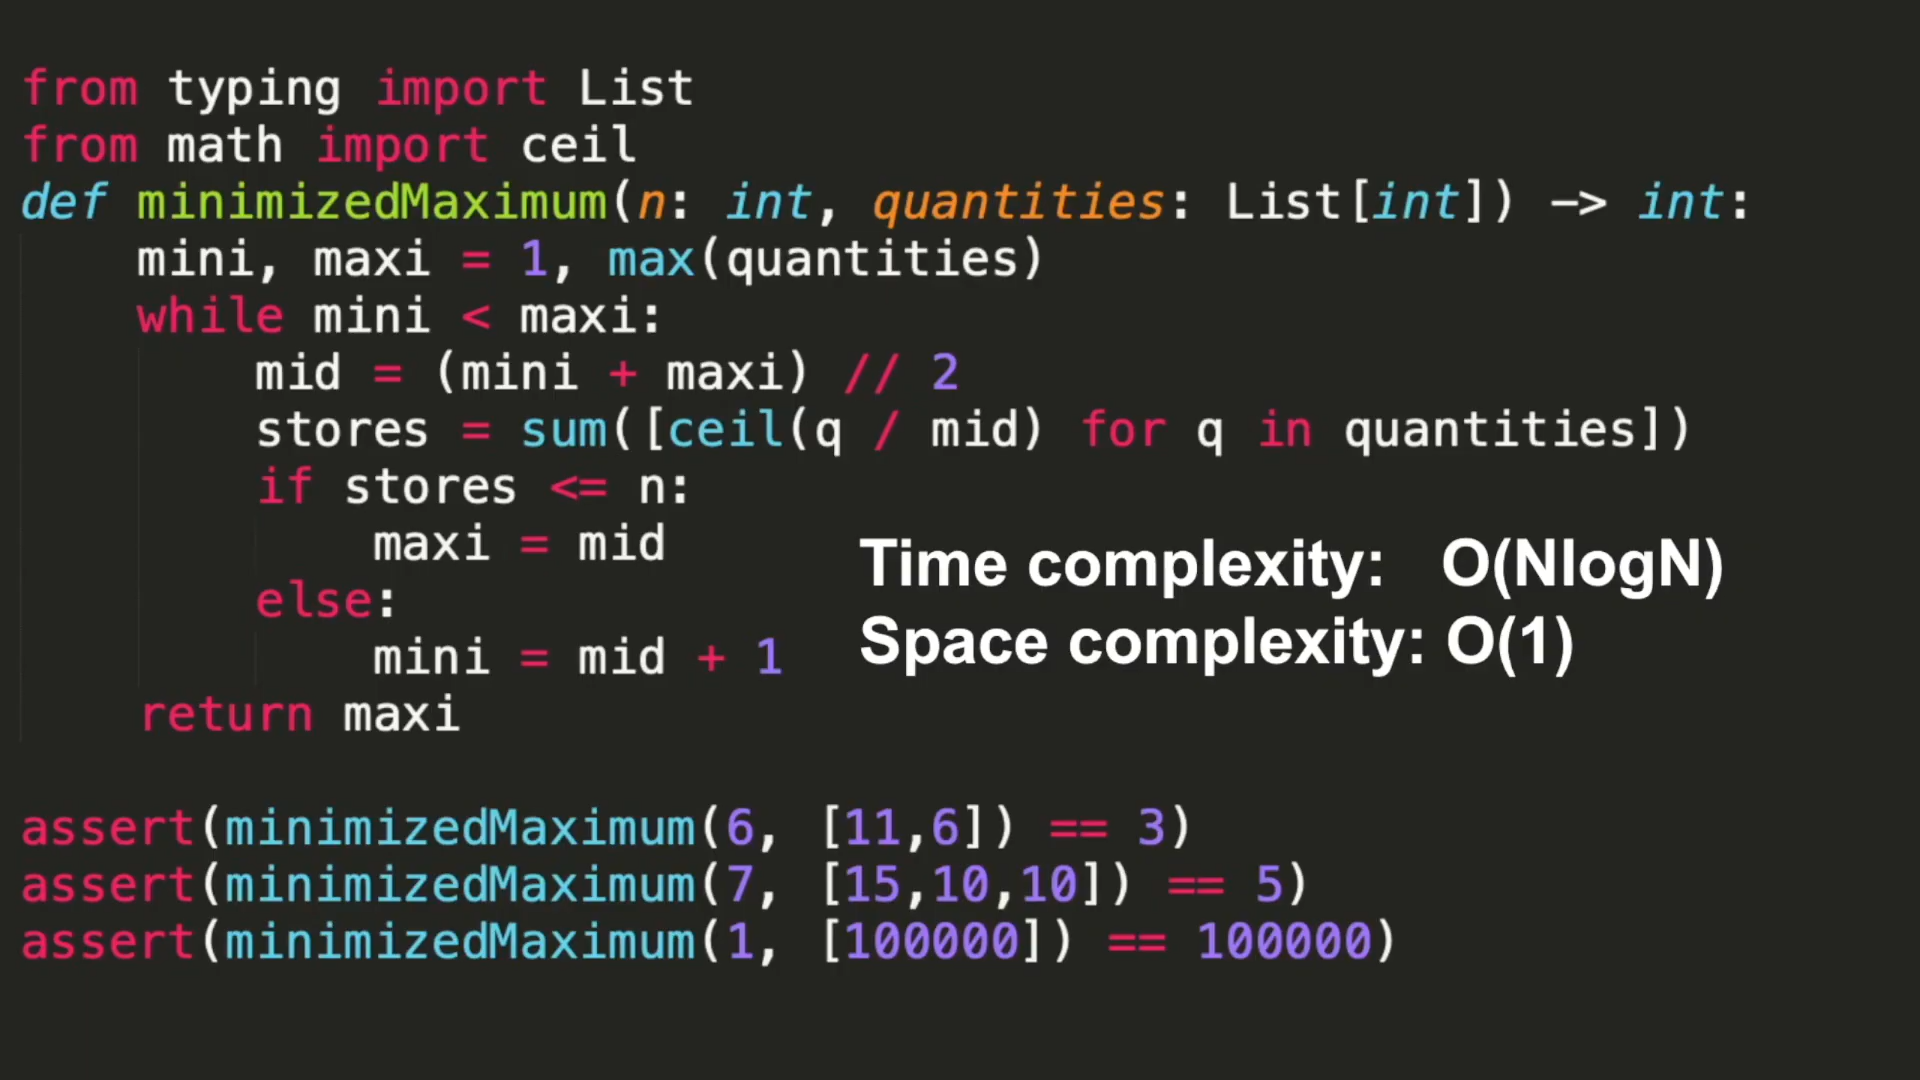 from typing import List
from math import ceil
def minimizedMaximum(n: int, quantities: List[int]) -> int:
    mini, maxi = 1, max(quantities)
    while mini < maxi:
        mid = (mini + maxi) // 2
        stores = sum([ceil(q / mid) for q in quantities])
        if stores <= n:
            maxi = mid
        else:
            mini = mid + 1
    return maxi
Time complexity: O(NlogN)
Space complexity: O(1)
assert(minimizedMaximum(6, [11,6]) == 3)
assert(minimizedMaximum(7, [15,10,10]) == 5)
assert(minimizedMaximum(1, [100000]) == 100000)